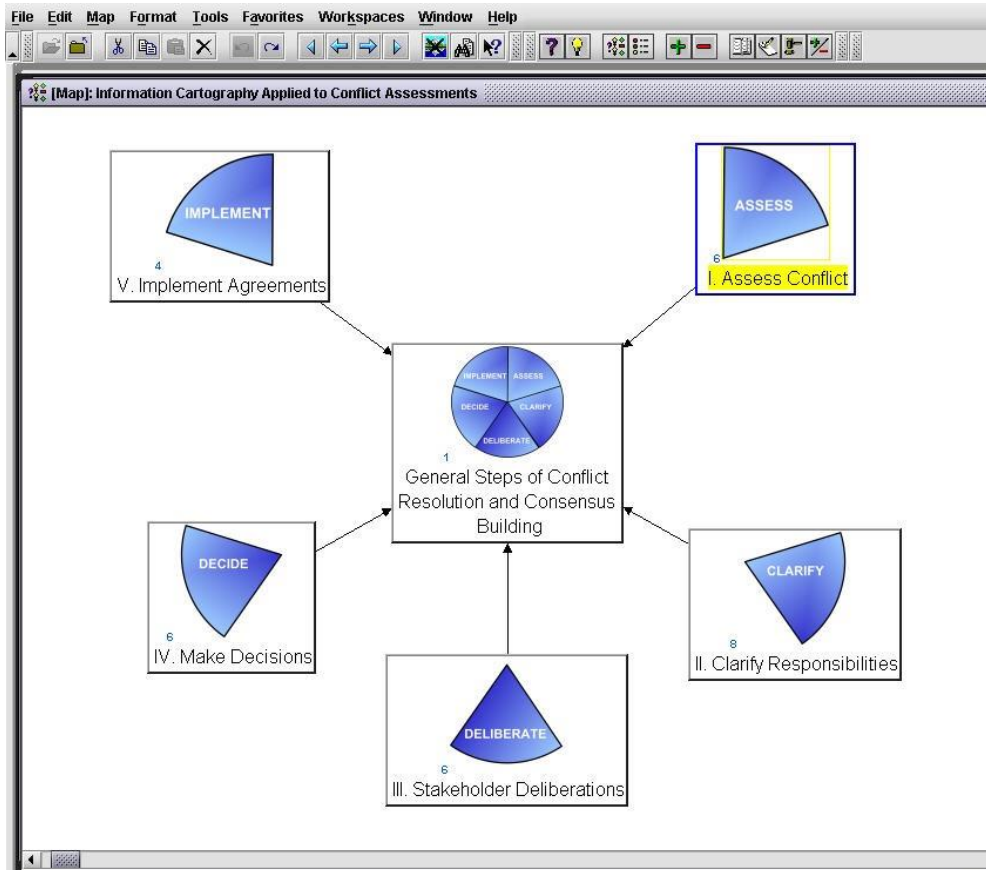 File Edit Map Format Tools Favorites Workspaces Window Help
[Map]: Information Cartography Applied to Conflict Assessments
IMPLEMENT
4
V. Implement Agreements
ASSESS
6
I. Assess Conflict
IMPLEMENT ASSESS
DECIDE CLARIFY
DELIBERATE
1
General Steps of Conflict
Resolution and Consensus
Building
DECIDE
6
IV. Make Decisions
CLARIFY
8
II. Clarify Responsibilities
DELIBERATE
6
III. Stakeholder Deliberations